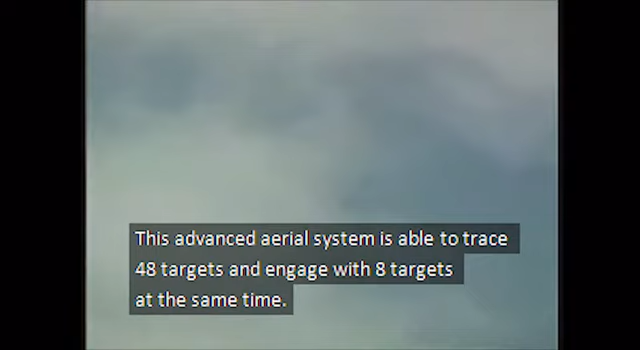 This advanced aerial system is able to trace
48 targets and engage with 8 targets
at the same time.